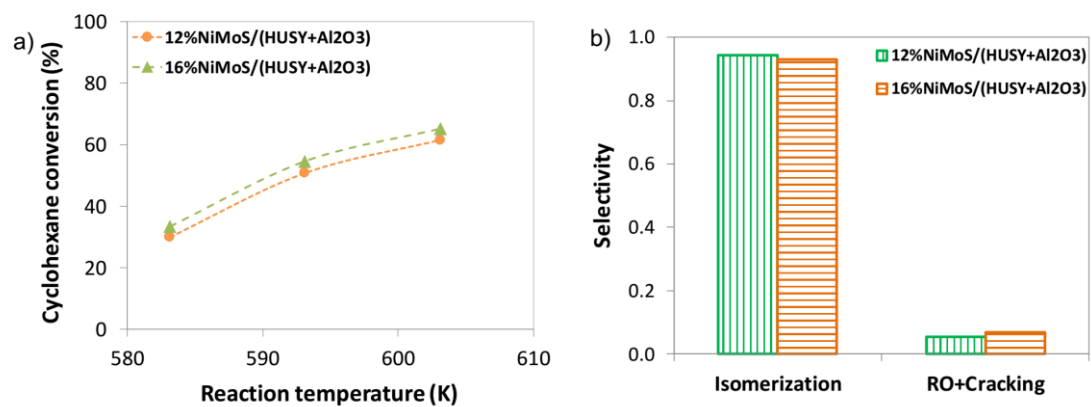 a)
Cyclohexane conversion (%)
100
80
60
40
20
0
12%NiMoS/(HUSY+Al2O3)
16%NiMoS/(HUSY+Al2O3)
580
590
600
610
Reaction temperature (K)
b)
Selectivity
1.0
0.8
0.6
0.4
0.2
0.0
12%NiMoS/(HUSY+Al2O3)
16%NiMoS/(HUSY+Al2O3)
Isomerization
RO+Cracking